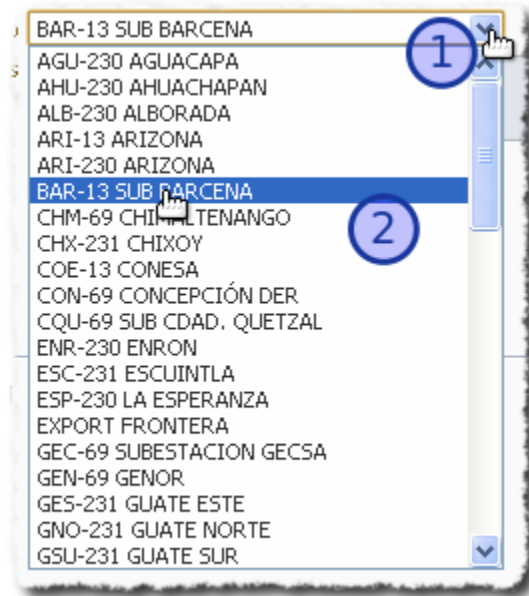 BAR-13 SUB BARCENA
1
AGU-230 AGUACAPA
AHU-230 AHUACHAPAN
ALB-230 ALBORADA
ARI-13 ARIZONA
ARI-230 ARIZONA
BAR-13 SUB BARCENA
CHM-69 CHIMALTENANGO
2
CHX-231 CHIXOY
COE-13 CONESA
CON-69 CONCEPCIÓN DER
CQU-69 SUB CDAD. QUETZAL
ENR-230 ENRON
ESC-231 ESCUINTLA
ESP-230 LA ESPERANZA
EXPORT FRONTERA
GEC-69 SUBESTACION GECSA
GEN-69 GENOR
GES-231 GUATE ESTE
GNO-231 GUATE NORTE
GSU-231 GUATE SUR